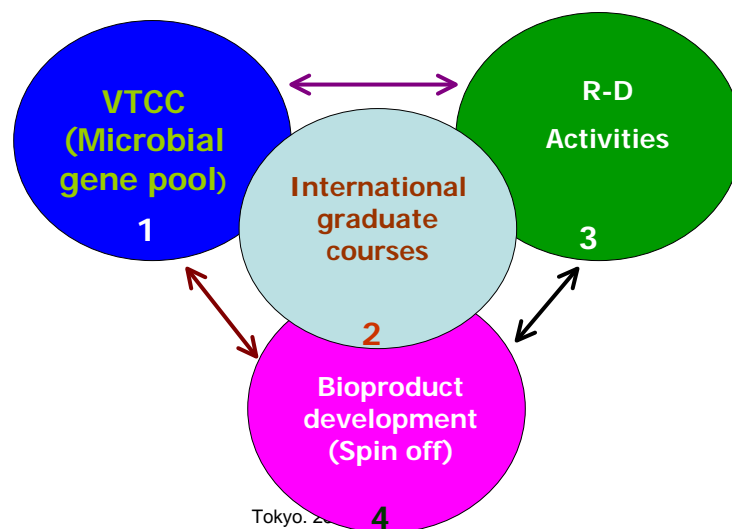 VTCC
(Microbial
gene pool)
1
R-D
Activities
3
International
graduate
courses
2
Bioproduct
development
(Spin off)
4
Tokyo.